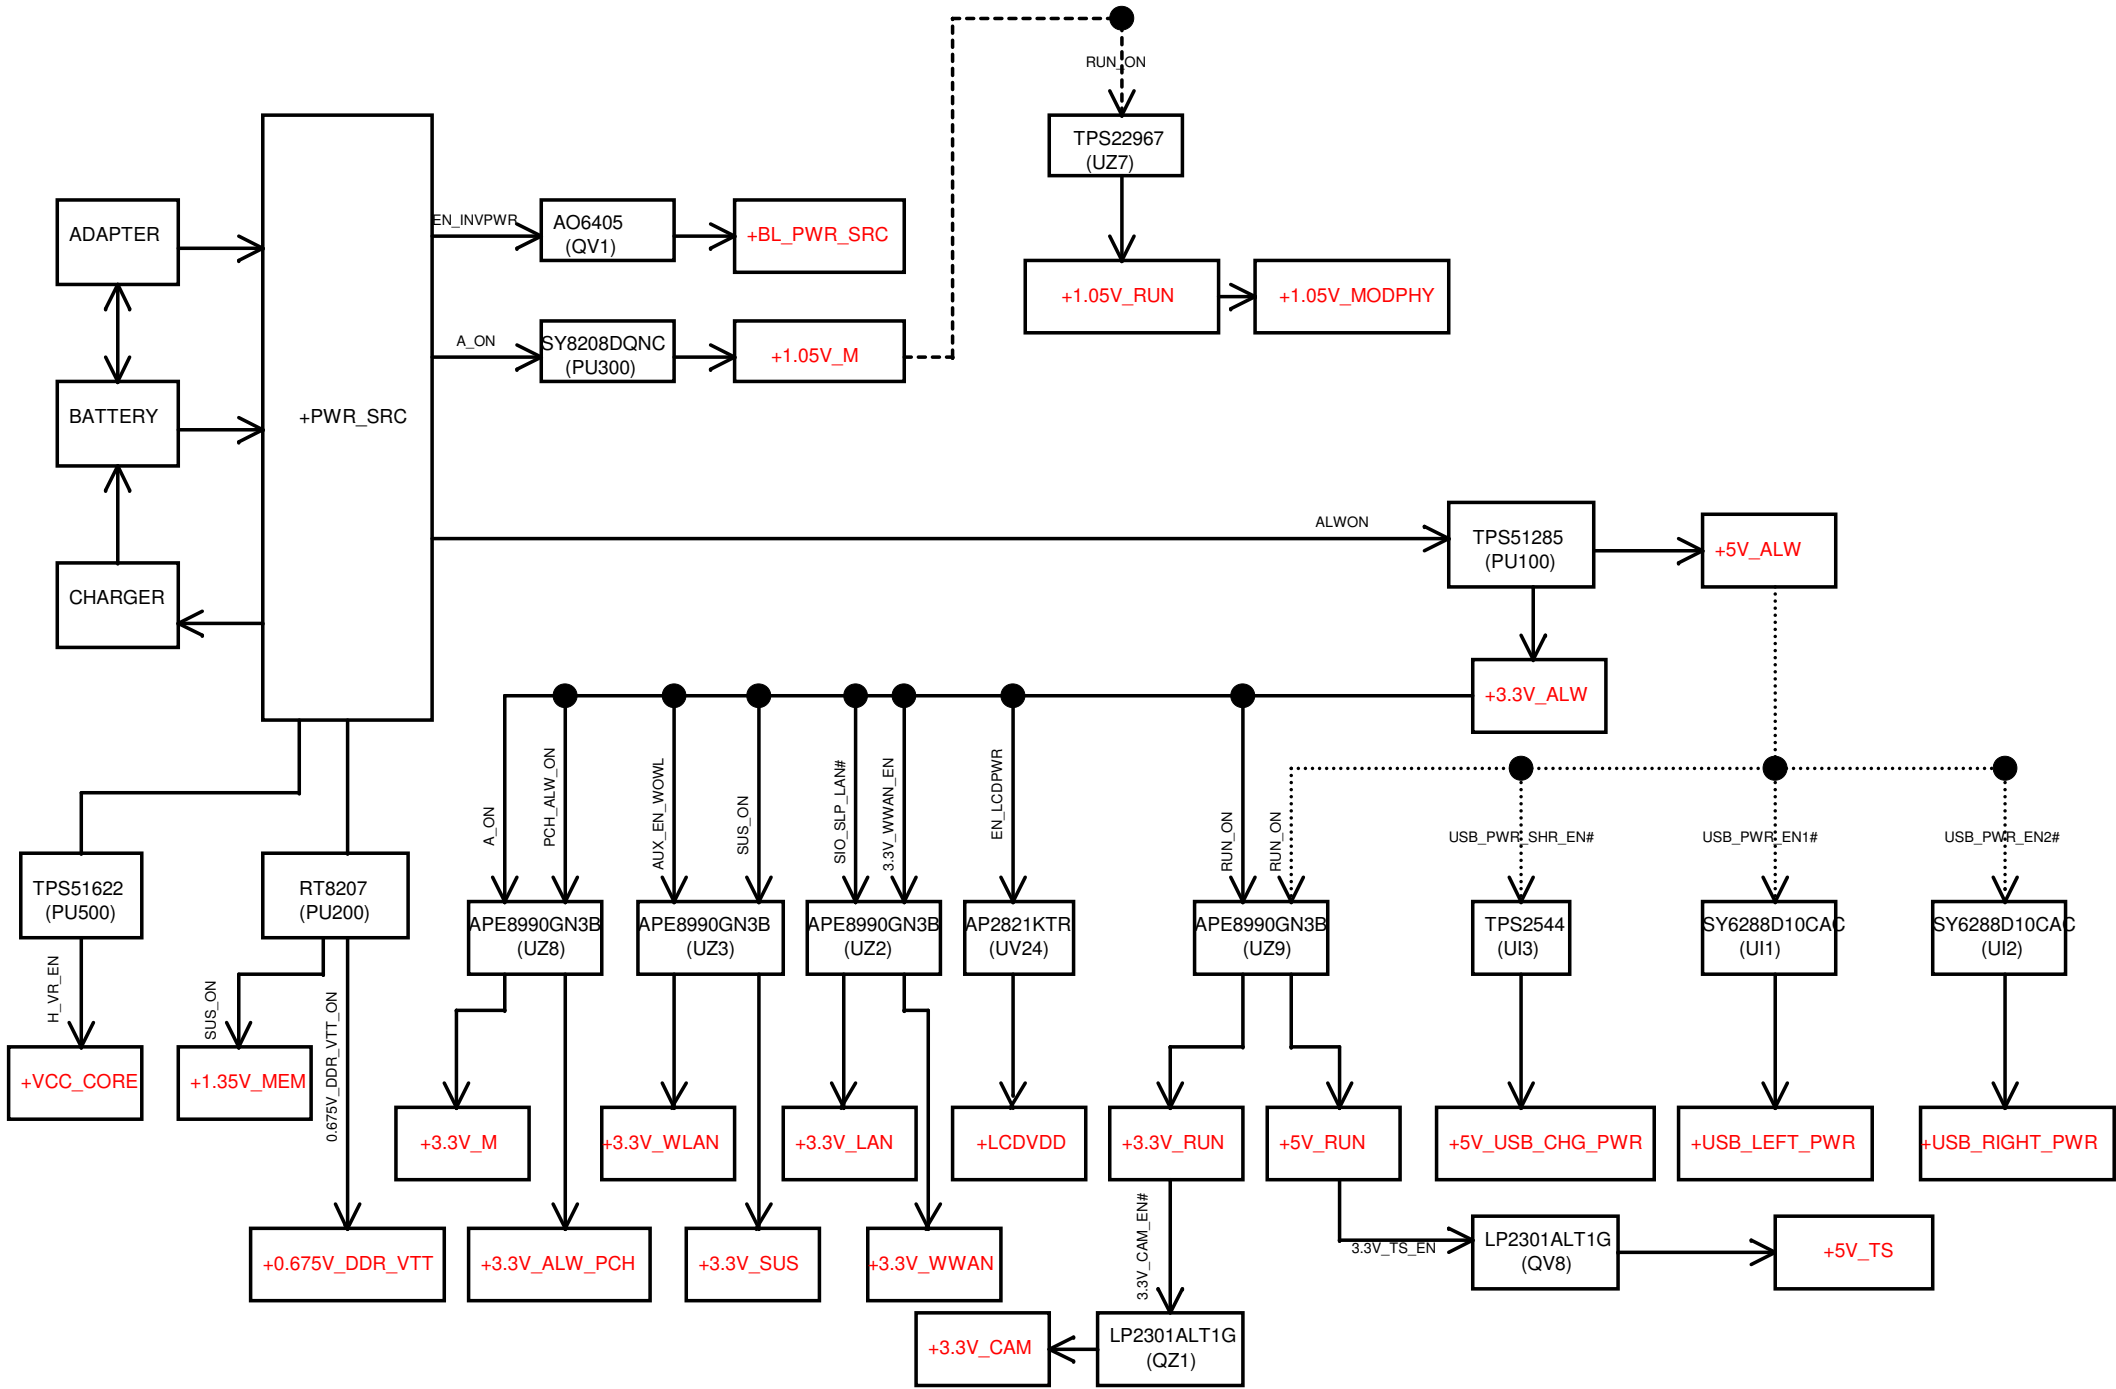 RUN_ON
TPS22967
(UZ7)
ADAPTER
EN_INVPWR
AO6405
(QV1)
+BL_PWR_SRC
+1.05V_RUN
+1.05V_MODPHY
A_ON
SY8208DQNC
(PU300)
+1.05V_M
BATTERY
+PWR_SRC
ALWON
TPS51285
(PU100)
+5V_ALW
CHARGER
+3.3V_ALW
A_ON
PCH_ALW_ON
AUX_EN_WOWL
SUS_ON
SIO_SLP_LAN#
3.3V_WWAN_EN
EN_LCDPWR
RUN_ON
RUN_ON
USB_PWR_SHR_EN#
USB_PWR_EN1#
USB_PWR_EN2#
TPS51622
(PU500)
RT8207
(PU200)
APE8990GN3B
(UZ8)
APE8990GN3B
(UZ3)
APE8990GN3B
(UZ2)
AP2821KTR
(UV24)
APE8990GN3B
(UZ9)
TPS2544
(UI3)
SY6288D10CAC
(UI1)
SY6288D10CAC
(UI2)
H_VR_EN
SUS_ON
0.675V_DDR_VTT_ON
+VCC_CORE
+1.35V_MEM
+3.3V_M
+3.3V_WLAN
+3.3V_LAN
+LCDVDD
+3.3V_RUN
+5V_RUN
+5V_USB_CHG_PWR
+USB_LEFT_PWR
+USB_RIGHT_PWR
+0.675V_DDR_VTT
+3.3V_ALW_PCH
+3.3V_SUS
+3.3V_WWAN
3.3V_CAM_EN#
3.3V_TS_EN
LP2301ALT1G
(QV8)
+5V_TS
+3.3V_CAM
LP2301ALT1G
(QZ1)